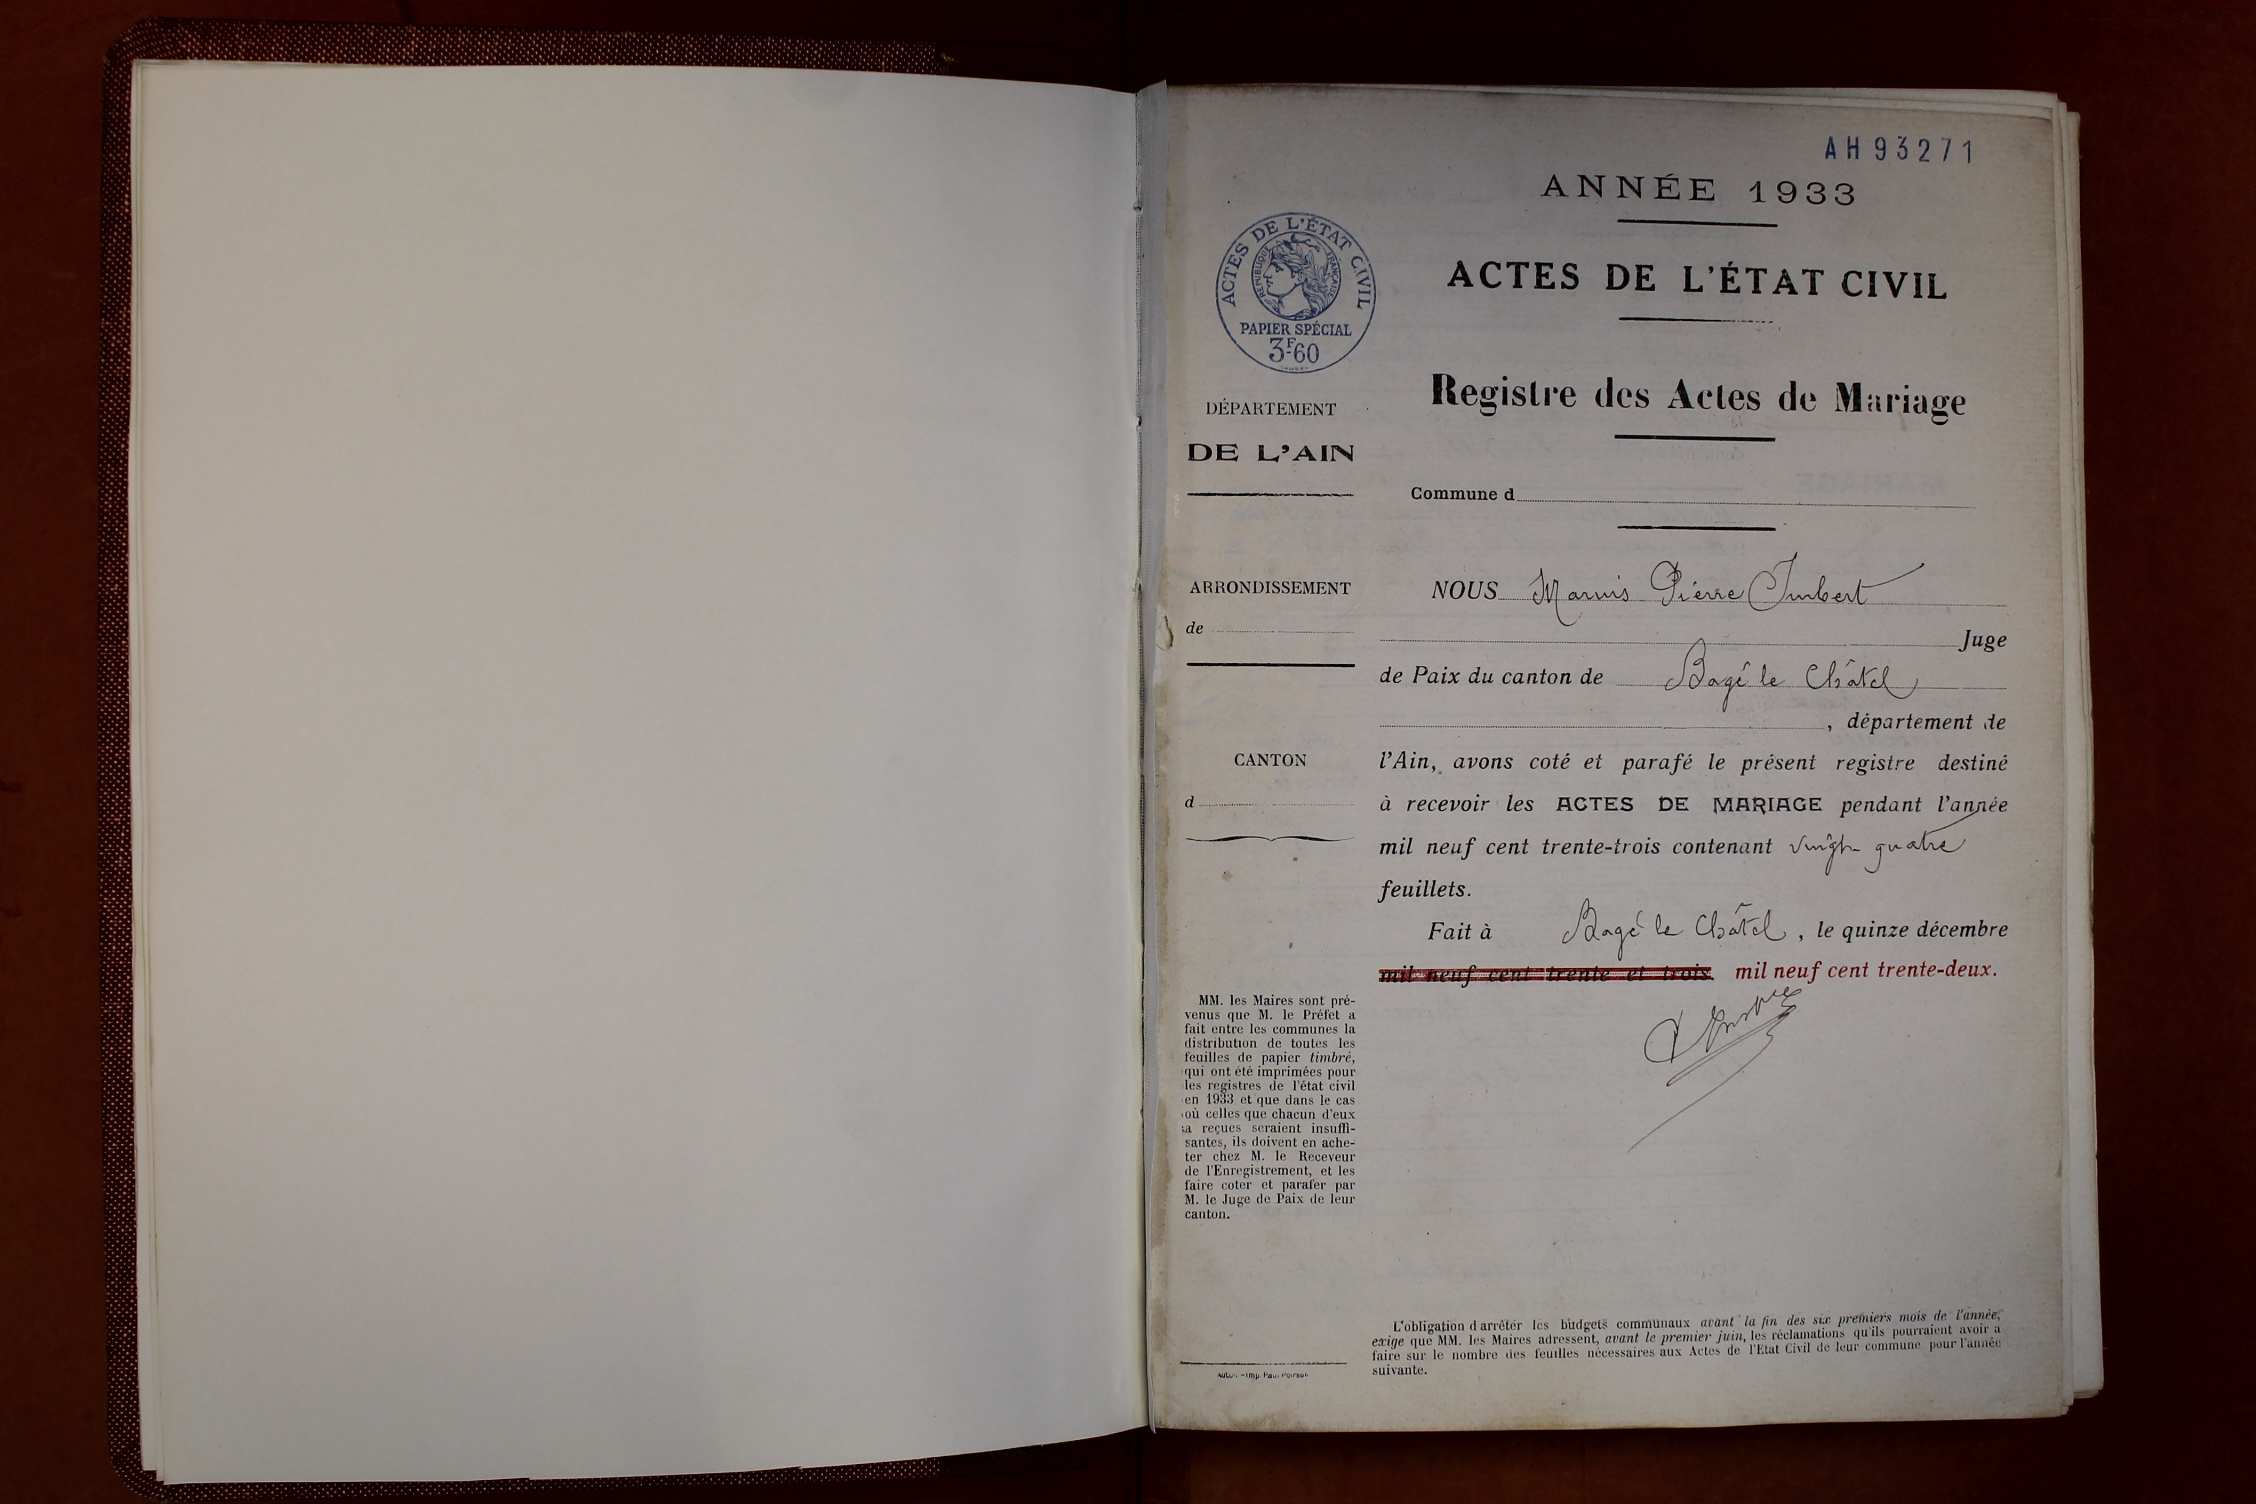 AH93271
ANNÉE 1933
ACTES DE L'ÉTAT CIVIL
Registre des Actes de Mariage
Commune d
ACTES DE L'ÉTAT CIVIL
RÉPUBLIQUE FRANÇAISE
PAPIER SPÉCIAL
3F60
DÉPARTEMENT
DE L'AIN
ARRONDISSEMENT
de
CANTON
d
MM. les Maires sont pré-
venus que M. le Préfet a
fait entre les communes la
distribution de toutes les
feuilles de papier timbré,
qui ont été imprimées pour
les registres de l'état civil
en 1933 et que dans le cas
où celles que chacun d'eux
a reçues seraient insuffi-
santes, ils doivent en ache-
ter chez M. le Receveur
de l'Enregistrement, et les
faire coter et parafer par
M. le Juge de Paix de leur
canton.
NOUS Pierre Imbert
Juge
de Paix du canton de Bagé le Châtel
, département de
l'Ain, avons coté et parafé le présent registre destiné
à recevoir les ACTES DE MARIAGE pendant l'année
mil neuf cent trente-trois contenant vingt quatre
feuillets.
Fait à Bagé le Châtel, le quinze décembre
mil neuf cent trente et trois mil neuf cent trente-deux.
L'obligation d'arrêter les budgets communaux avant la fin des six premiers mois de l'année,
exige que MM. les Maires adressent, avant le premier juin, les réclamations qu'ils pourraient avoir à
faire sur le nombre des feuilles nécessaires aux Actes de l'Etat Civil de leur commune pour l'année
suivante.